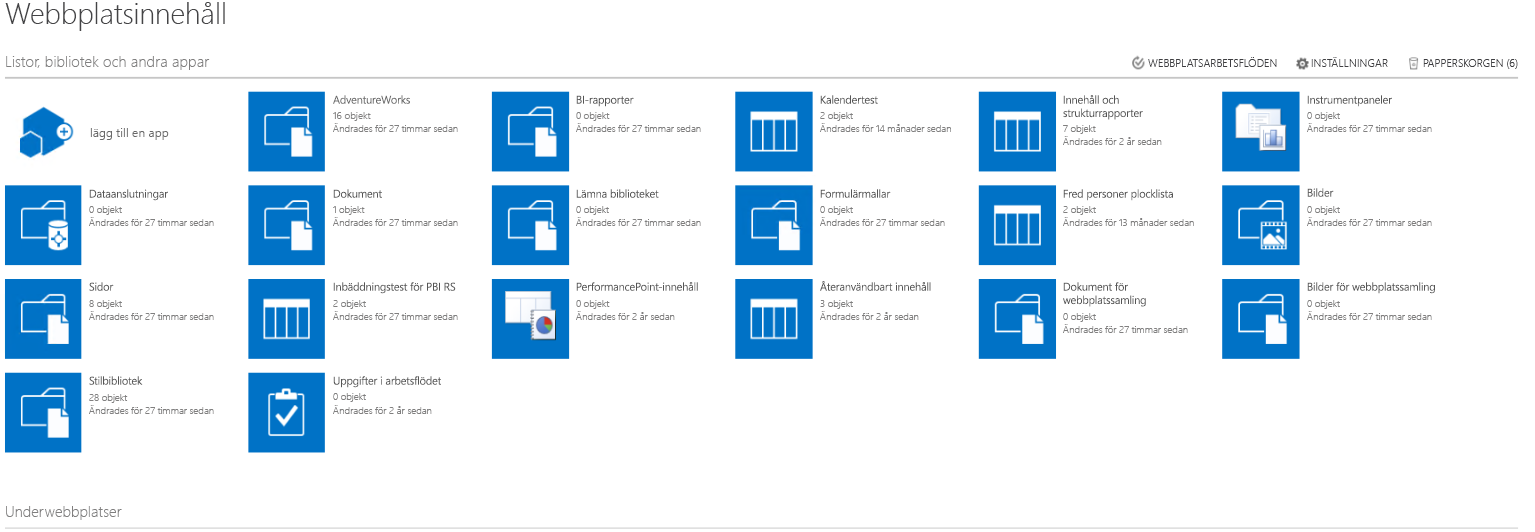 Webbplatsinnehåll
Listor, bibliotek och andra appar
WEBBPLATSARBETSFLÖDEN
INSTÄLLNINGAR
PAPPERSKORGEN (6)
lägg till en app
AdventureWorks
16 objekt
Ändrades för 27 timmar sedan
BI-rapporter
0 objekt
Ändrades för 27 timmar sedan
Kalendertest
2 objekt
Ändrades för 14 månader sedan
Innehåll och
strukturrapporter
7 objekt
Ändrades för 2 år sedan
Instrumentpaneler
0 objekt
Ändrades för 27 timmar sedan
Dataanslutningar
0 objekt
Ändrades för 27 timmar sedan
Dokument
1 objekt
Ändrades för 27 timmar sedan
Lämna biblioteket
0 objekt
Ändrades för 27 timmar sedan
Formulärmallar
0 objekt
Ändrades för 27 timmar sedan
Fred personer plocklista
2 objekt
Ändrades för 13 månader sedan
Bilder
0 objekt
Ändrades för 27 timmar sedan
Sidor
8 objekt
Ändrades för 27 timmar sedan
Inbäddningstest för PBI RS
2 objekt
Ändrades för 27 timmar sedan
PerformancePoint-innehåll
0 objekt
Ändrades för 2 år sedan
Återanvändbart innehåll
3 objekt
Ändrades för 2 år sedan
Dokument för
webbplatssamling
0 objekt
Ändrades för 27 timmar sedan
Bilder för webbplatssamling
0 objekt
Ändrades för 27 timmar sedan
Stilbibliotek
28 objekt
Ändrades för 27 timmar sedan
Uppgifter i arbetsflödet
0 objekt
Ändrades för 2 år sedan
Underwebbplatser